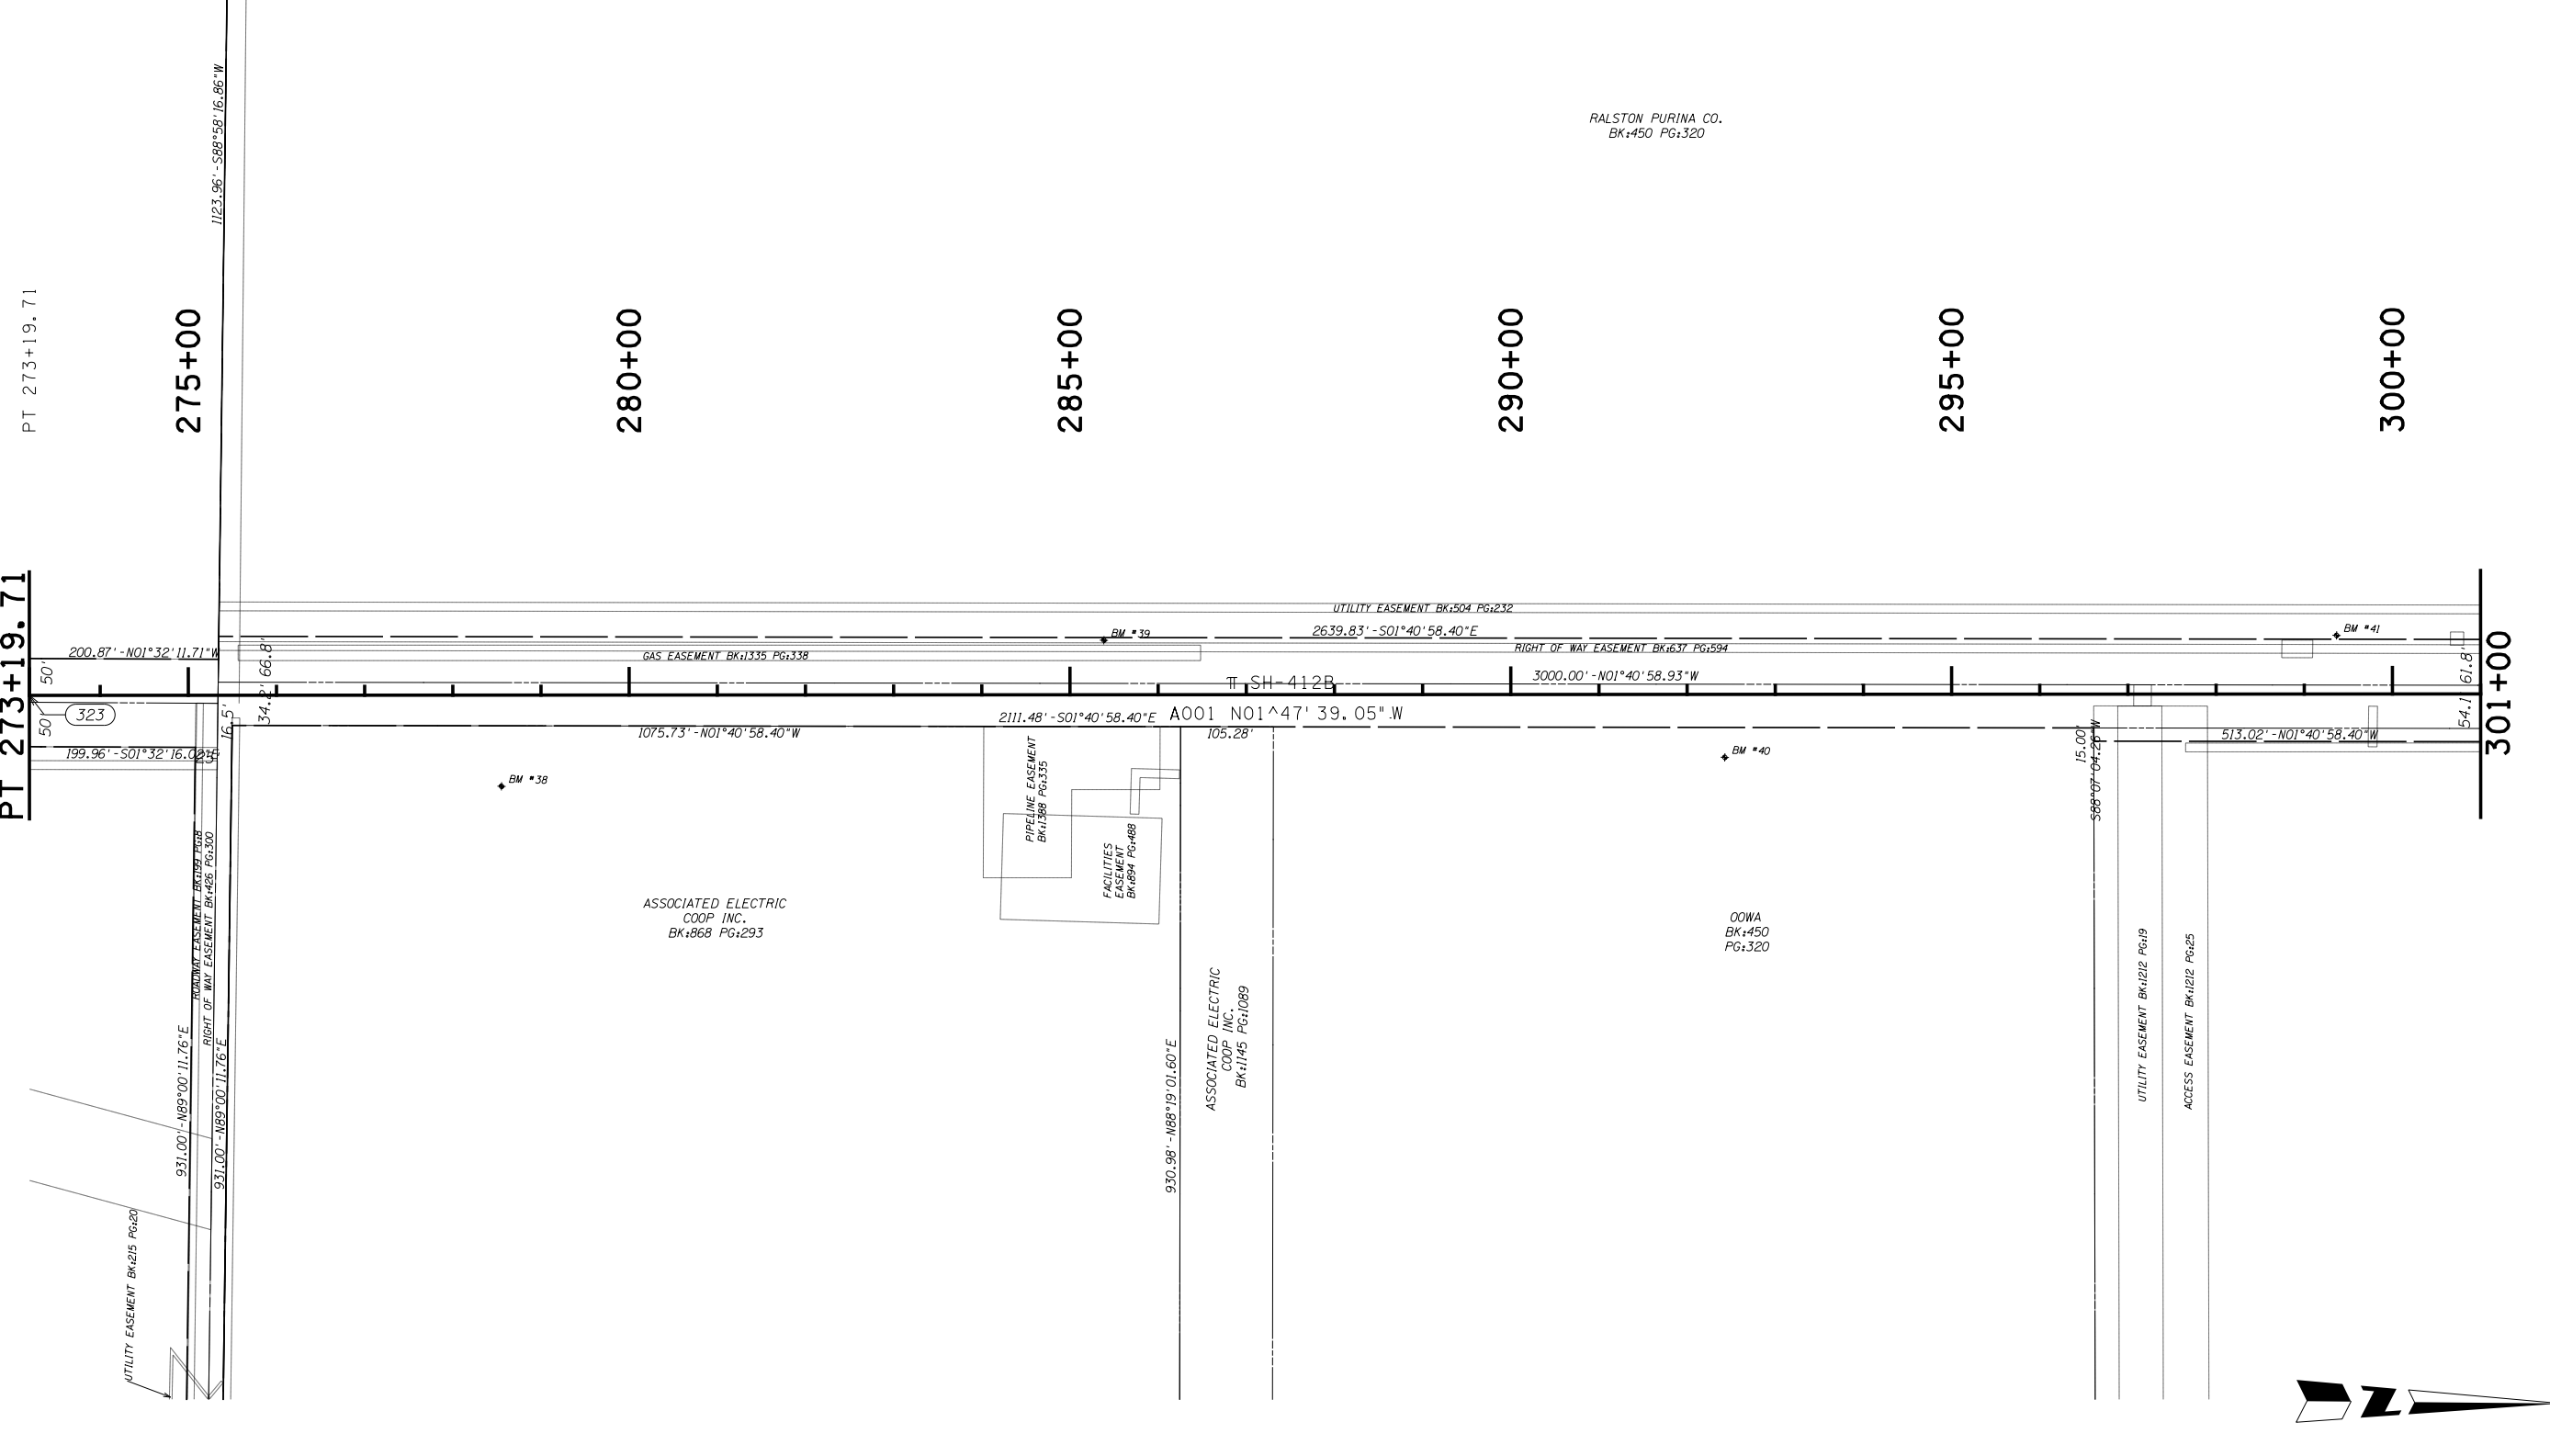 1123.96'-S88°58'16.86"W
RALSTON PURINA CO.
BK:450 PG:320
PT 273+19.71
275+00
280+00
285+00
290+00
295+00
300+00
PT 273+19.71
UTILITY EASEMENT BK:504 PG:232
BM #39
2639.83'-S01°40'58.40"E
BM #41
200.87'-N01°32'11.71"W
50'
66.8'
GAS EASEMENT BK:1335 PG:338
RIGHT OF WAY EASEMENT BK:637 PG:594
61.8'
301+00
SH-412B
3000.00'-N01°40'58.93"W
323
50'
16.5'
34.2'
2111.48'-S01°40'58.40"E
A001 N01^47'39.05" W
54.1'
1075.73'-N01°40'58.40"W
105.28'
15.00'
S88°07'04.26"W
513.02'-N01°40'58.40"W
BM #40
BM #38
PIPELINE EASEMENT
BK:1388 PG:335
FACILITIES
EASEMENT
BK:894 PG:488
ROADWAY EASEMENT BK:199 PG:8
RIGHT OF WAY EASEMENT BK:426 PG:300
ASSOCIATED ELECTRIC
COOP INC.
BK:868 PG:293
OOWA
BK:450
PG:320
ASSOCIATED ELECTRIC
COOP INC.
BK:1145 PG:1089
UTILITY EASEMENT BK:1212 PG:19
ACCESS EASEMENT BK:1212 PG:25
931.00'-N89°00'11.76"E
931.00'-N89°00'11.76"E
930.98'-N88°19'01.60"E
UTILITY EASEMENT BK:215 PG:20
N